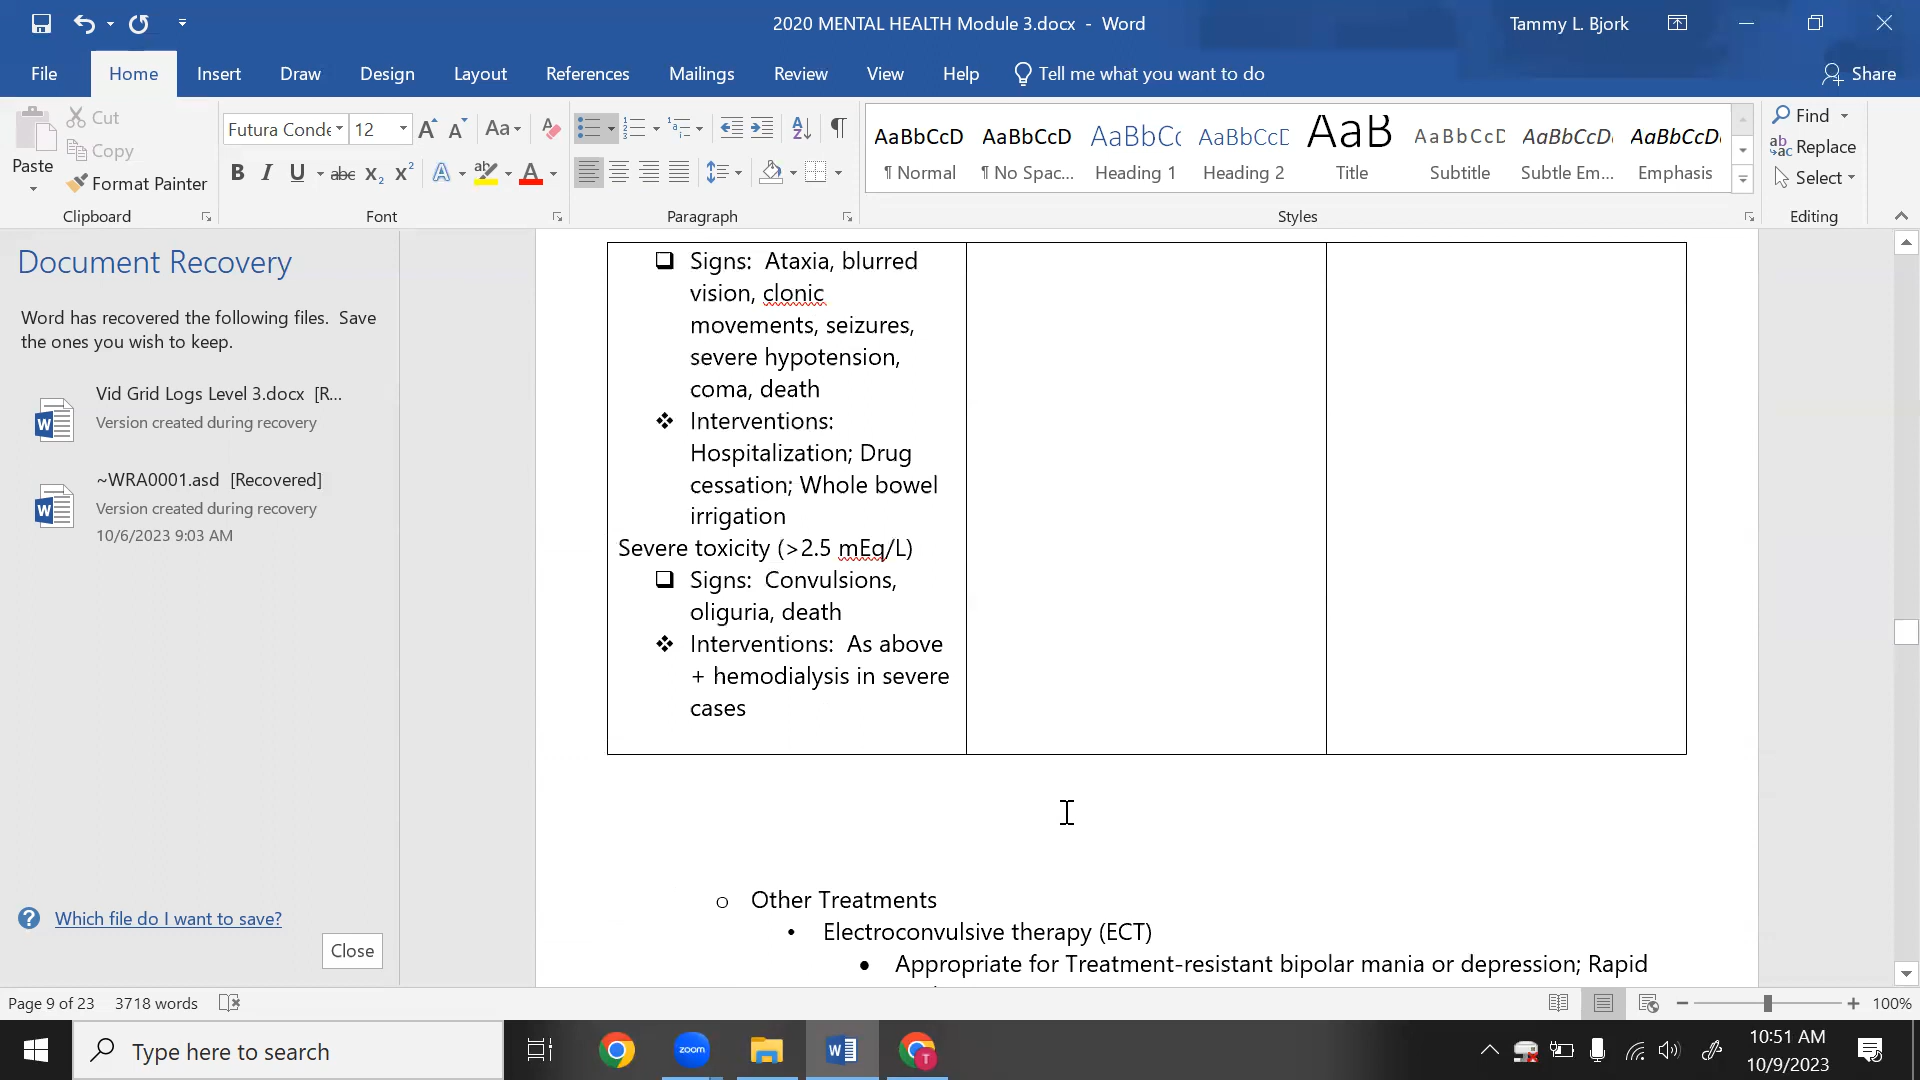 2020 MENTAL HEALTH Module 3.docx - Word
Tammy L. Bjork
File Home Insert Draw Design Layout References Mailings Review View Help Tell me what you want to do Share
Paste
Cut
Copy
Format Painter
Clipboard
Futura Conde 12
Font
Paragraph
AaBbCcD AaBbCcD AaBbCc AaBbCcD AaB AaBbCcD AaBbCcD AaBbCcD
¶ Normal ¶ No Spac... Heading 1 Heading 2 Title Subtitle Subtle Em... Emphasis
Styles
Find
Replace
Select
Editing
Document Recovery
Word has recovered the following files. Save
the ones you wish to keep.
Vid Grid Logs Level 3.docx [R...
Version created during recovery
~WRA0001.asd [Recovered]
Version created during recovery
10/6/2023 9:03 AM
Which file do I want to save?
Close
Signs: Ataxia, blurred
vision, clonic
movements, seizures,
severe hypotension,
coma, death
Interventions:
Hospitalization; Drug
cessation; Whole bowel
irrigation
Severe toxicity (>2.5 mEq/L)
Signs: Convulsions,
oliguria, death
Interventions: As above
+ hemodialysis in severe
cases
o Other Treatments
• Electroconvulsive therapy (ECT)
• Appropriate for Treatment-resistant bipolar mania or depression; Rapid
Page 9 of 23 3718 words
100%
Type here to search
zoom
T
10:51 AM
10/9/2023